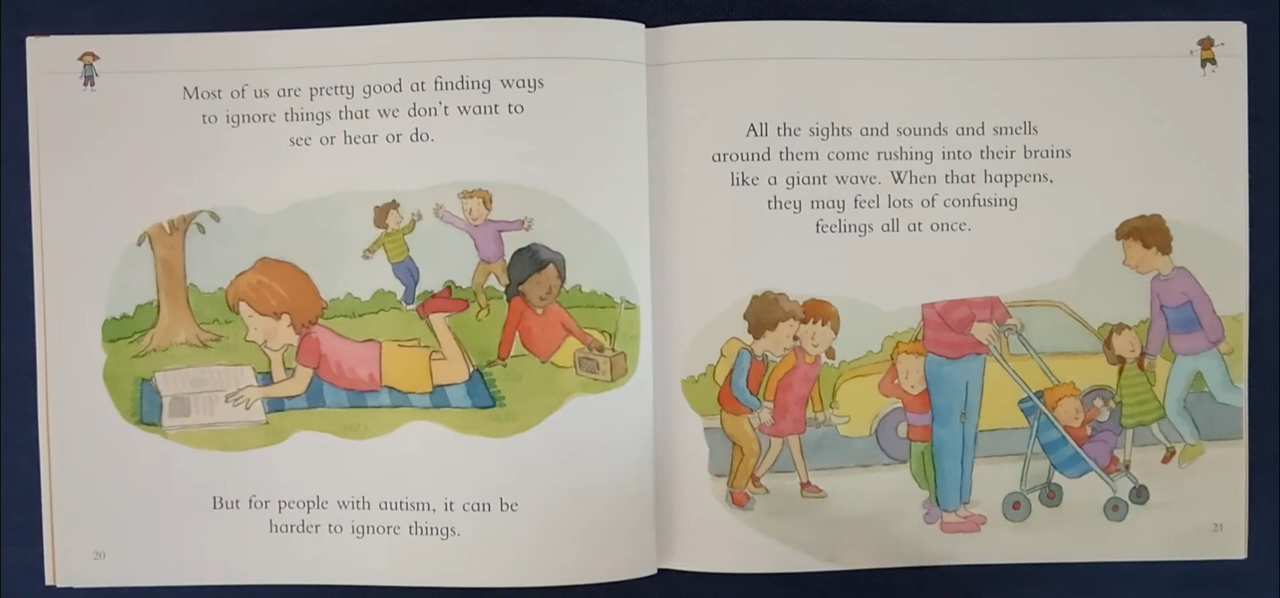 Most of us are pretty good at finding ways
to ignore things that we don't want to
see or hear or do.
But for people with autism, it can be
harder to ignore things.
20
All the sights and sounds and smells
around them come rushing into their brains
like a giant wave. When that happens,
they may feel lots of confusing
feelings all at once.
21